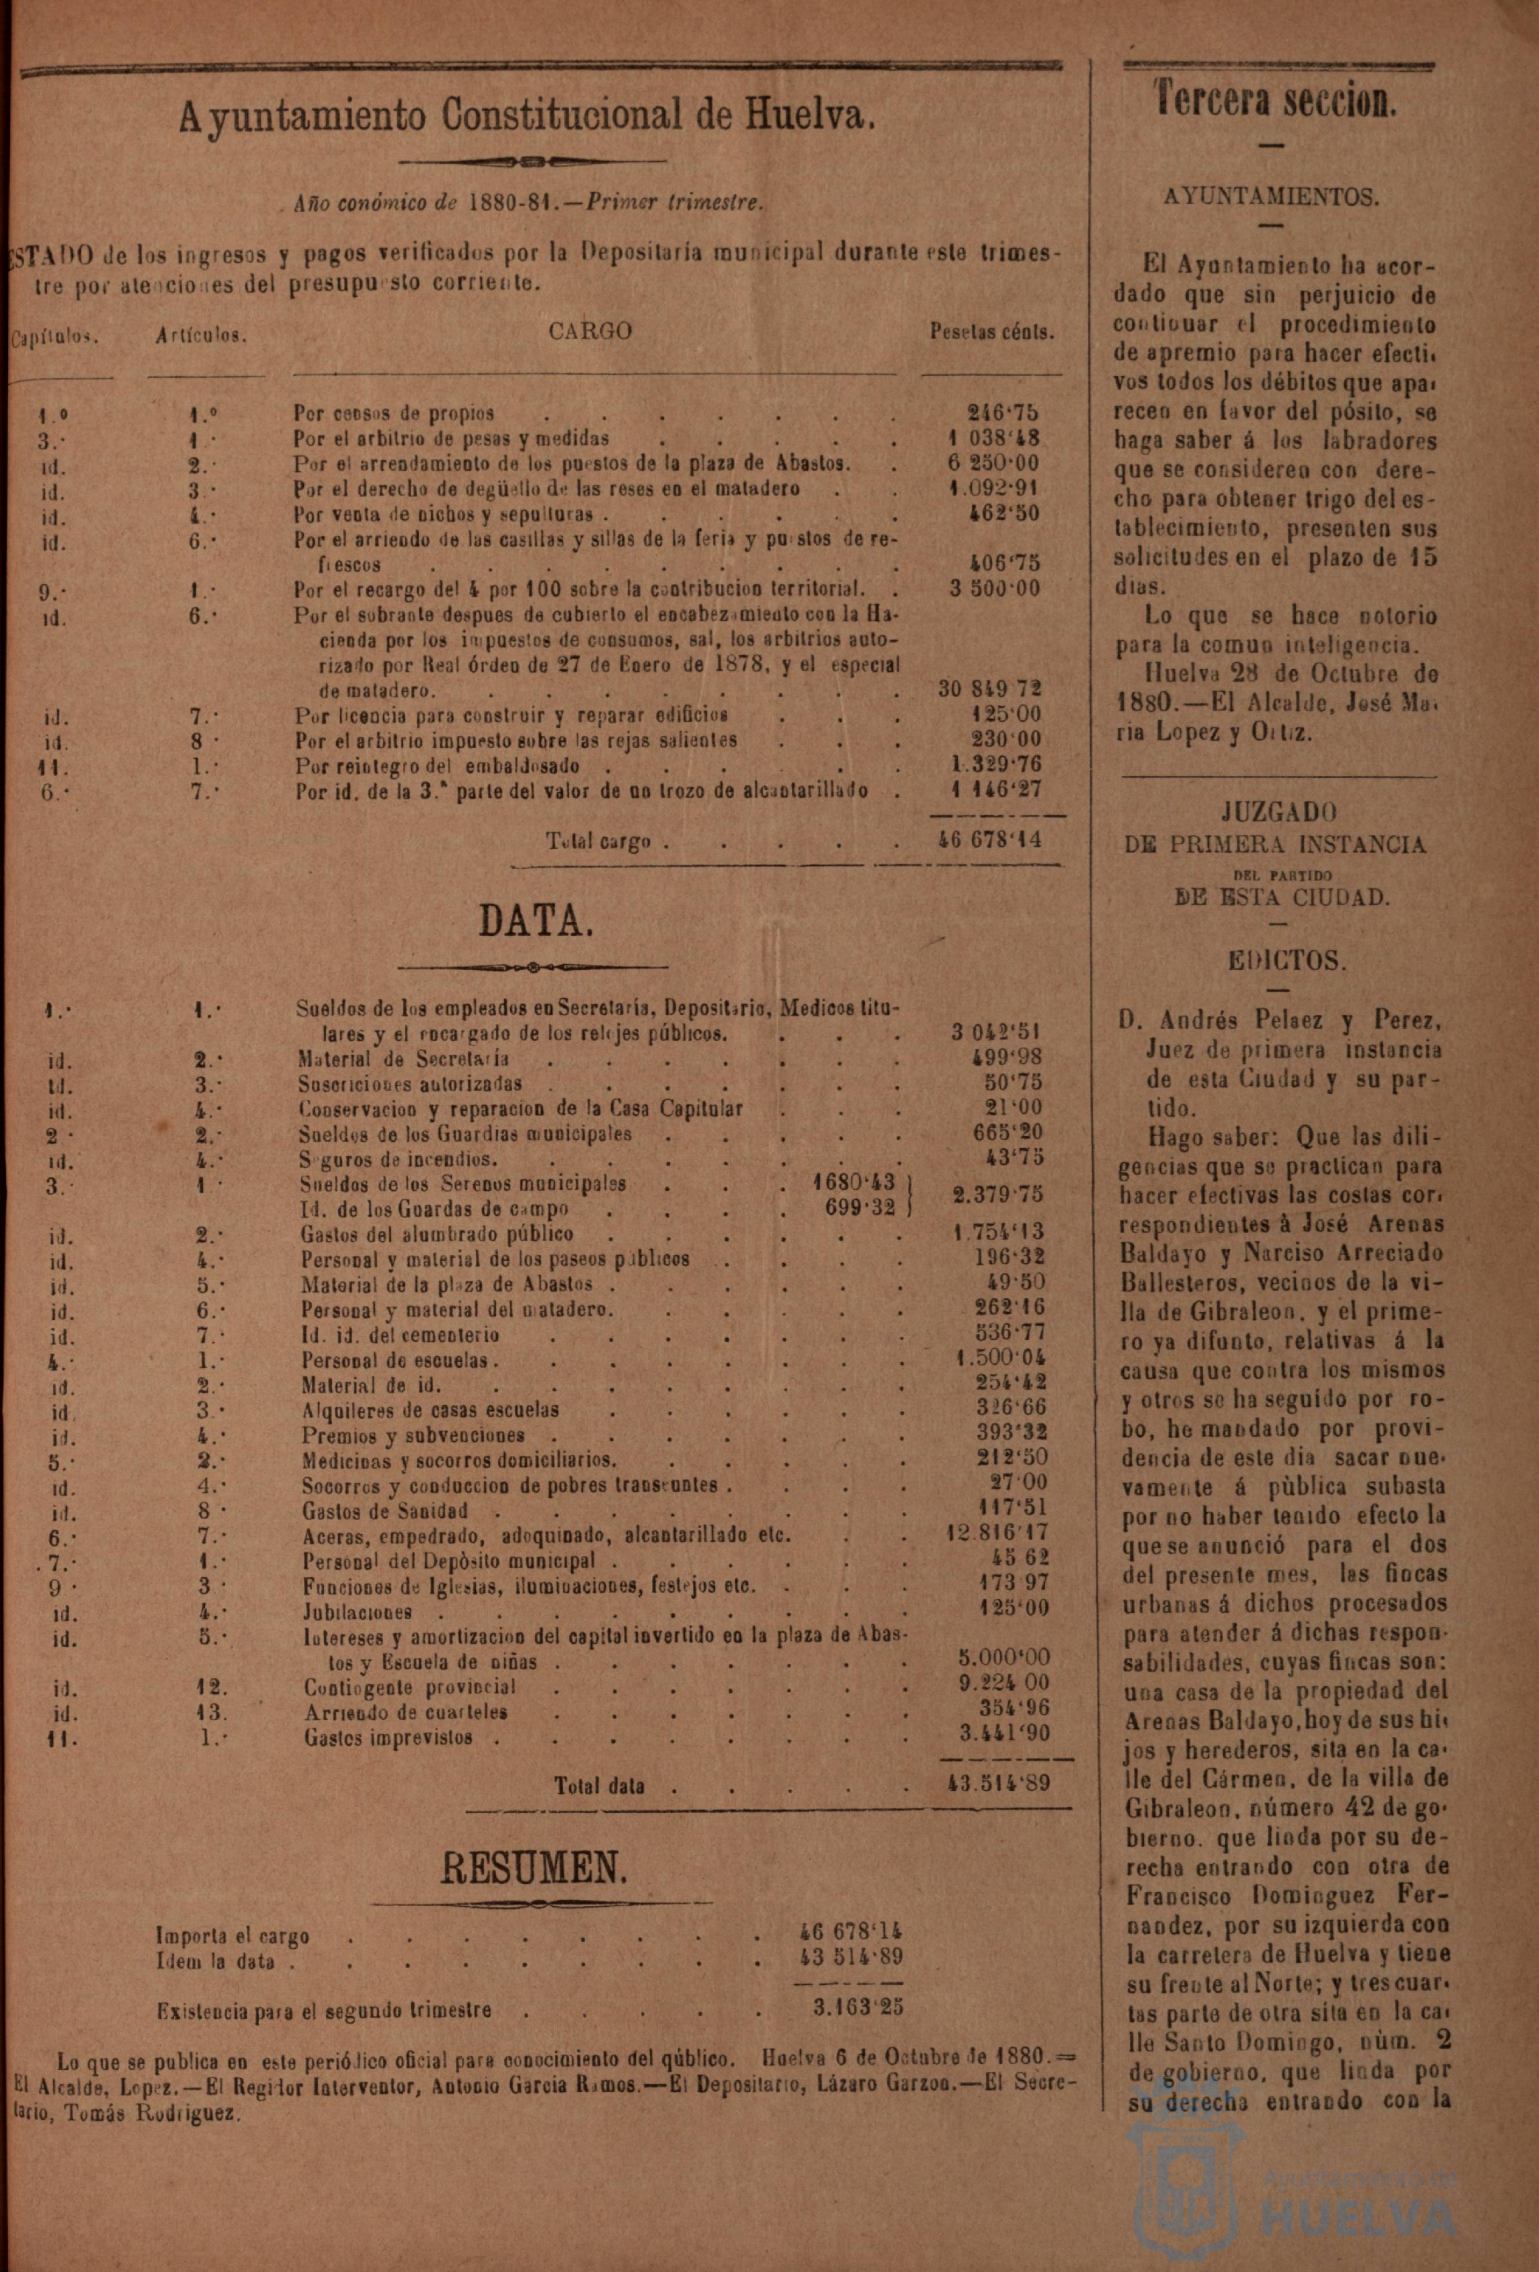 Ayuntamiento Constitucional de Huelva.
Año conómico de 1880-81.—Primer trimestre.
ESTADO de los ingresos y pagos verificados por la Depositaría municipal durante este trimes-
tre por atenciones del presupuesto corriente.
Capítulos. Artículos. CARGO Pesetas cénts.
1.º 1.º Por censos de propios . . . . . . . 246'75
3.· 1.· Por el arbitrio de pesas y medidas . . . . . 1 038'48
id. 2.· Por el arrendamiento de los puestos de la plaza de Abastos. . 6 250'00
id. 3.· Por el derecho de degüello de las reses en el matadero . . 1.092'91
id. 4.· Por venta de nichos y sepulturas . . . . . . 462'50
id. 6.· Por el arriendo de las casillas y sillas de la feria y puestos de re-
frescos . . . . . . . . . 406'75
9.· 1.· Por el recargo del 4 por 100 sobre la contribucion territorial. . 3 500'00
id. 6.· Por el sobrante despues de cubierto el encabezamiento con la Ha-
cienda por los impuestos de consumos, sal, los arbitrios auto-
rizado por Real órden de 27 de Enero de 1878, y el especial
de matadero. . . . . . . . . 30 849 72
id. 7.· Por licencia para construir y reparar edificios . . . 125'00
id. 8 · Por el arbitrio impuesto sobre las rejas salientes . . . 230'00
11. 1.· Por reintegro del embaldosado . . . . . . 1.329'76
6.· 7.· Por id. de la 3.ª parte del valor de un trozo de alcantarillado . 1 146'27
Total cargo . . . . . 46 678'14
DATA.
1.· 1.· Sueldos de los empleados en Secretaría, Depositario, Medicos titu-
lares y el encargado de los relojes públicos. . . . 3 042'51
id. 2.· Material de Secretaría . . . . . . . 499'98
id. 3.· Suscriciones autorizadas . . . . . . . 50'75
id. 4.· Conservacion y reparacion de la Casa Capitular . . . 21'00
2 · 2.· Sueldos de los Guardias municipales . . . . . 665'20
id. 4.· Seguros de incendios. . . . . . . . 43'75
3.· 1 · Sueldos de los Serenos municipales . . . 1680'43 } 2.379'75
Id. de los Guardas de campo . . . . 699'32 }
id. 2.· Gastos del alumbrado público . . . . . . 1.754'13
id. 4.· Personal y material de los paseos publicos . . . . 196'32
id. 5.· Material de la plaza de Abastos . . . . . . 49'50
id. 6.· Personal y material del matadero. . . . . . 262'16
id. 7.· Id. id. del cementerio . . . . . . . 536'77
4.· 1.· Personal de escuelas . . . . . . . . 1.500'04
id. 2.· Material de id. . . . . . . . . 254'42
id. 3.· Alquileres de casas escuelas . . . . . . 326'66
id. 4.· Premios y subvenciones . . . . . . . 393'32
5.· 2.· Medicinas y socorros domiciliarios. . . . . . 212'50
id. 4.· Socorros y conduccion de pobres transeuntes . . . . 27'00
id. 8 · Gastos de Sanidad . . . . . . . . 117'51
6.· 7.· Aceras, empedrado, adoquinado, alcantarillado etc. . . 12.816'17
7.· 1.· Personal del Depòsito municipal . . . . . . 45 62
9 · 3 · Funciones de Iglesias, iluminaciones, festejos etc. . . . 173 97
id. 4.· Jubilaciones . . . . . . . . . 125'00
id. 5.· Intereses y amortizacion del capital invertido en la plaza de Abas-
tos y Escuela de niñas . . . . . . . 5.000'00
id. 12. Contingente provincial . . . . . . . 9.224 00
id. 13. Arriendo de cuarteles . . . . . . . 354'96
11. 1.· Gastos imprevistos . . . . . . . . 3.441'90
Total data . . . . . 43.514'89
RESUMEN.
Importa el cargo . . . . . . . . 46 678'14
Idem la data . . . . . . . . . 43 514'89
Existencia para el segundo trimestre . . . . . 3.163'25
Lo que se publica en este periódico oficial para conocimiento del qúblico. Huelva 6 de Octubre de 1880.=
El Alcalde, Lopez.—El Regidor Interventor, Antonio Garcia Ramos.—El Depositario, Lázaro Garzon.—El Secre-
tario, Tomás Rodriguez.
Tercera seccion.
AYUNTAMIENTOS.
El Ayuntamiento ha acor-
dado que sin perjuicio de
continuar el procedimiento
de apremio para hacer efecti-
vos todos los débitos que apa-
recen en favor del pósito, se
haga saber á los labradores
que se consideren con dere-
cho para obtener trigo del es-
tablecimiento, presenten sus
solicitudes en el plazo de 15
dias.
Lo que se hace notorio
para la comun inteligencia.
Huelva 28 de Octubre de
1880.—El Alcalde, José Ma-
ria Lopez y Ortiz.
JUZGADO
DE PRIMERA INSTANCIA
DEL PARTIDO
DE ESTA CIUDAD.
EDICTOS.
D. Andrés Pelaez y Perez,
Juez de primera instancia
de esta Ciudad y su par-
tido.
Hago saber: Que las dili-
gencias que se practican para
hacer efectivas las costas cor-
respondientes à José Arenas
Baldayo y Narciso Arreciado
Ballesteros, vecinos de la vi-
lla de Gibraleon, y el prime-
ro ya difunto, relativas á la
causa que contra los mismos
y otros se ha seguido por ro-
bo, he mandado por provi-
dencia de este dia sacar nue-
vamente á pùblica subasta
por no haber tenido efecto la
que se anunció para el dos
del presente mes, las fincas
urbanas á dichos procesados
para atender á dichas respon-
sabilidades, cuyas fincas son:
una casa de la propiedad del
Arenas Baldayo, hoy de sus hi-
jos y herederos, sita en la ca-
lle del Cármen, de la villa de
Gibraleon, número 42 de go-
bierno. que linda por su de-
recha entrando con otra de
Francisco Dominguez Fer-
nandez, por su izquierda con
la carretera de Huelva y tiene
su frente al Norte; y tres cuar-
tas parte de otra sita en la ca-
lle Santo Domingo, nùm. 2
de gobierno, que linda por
su derecha entrando con la
Ayuntamiento de
HUELVA